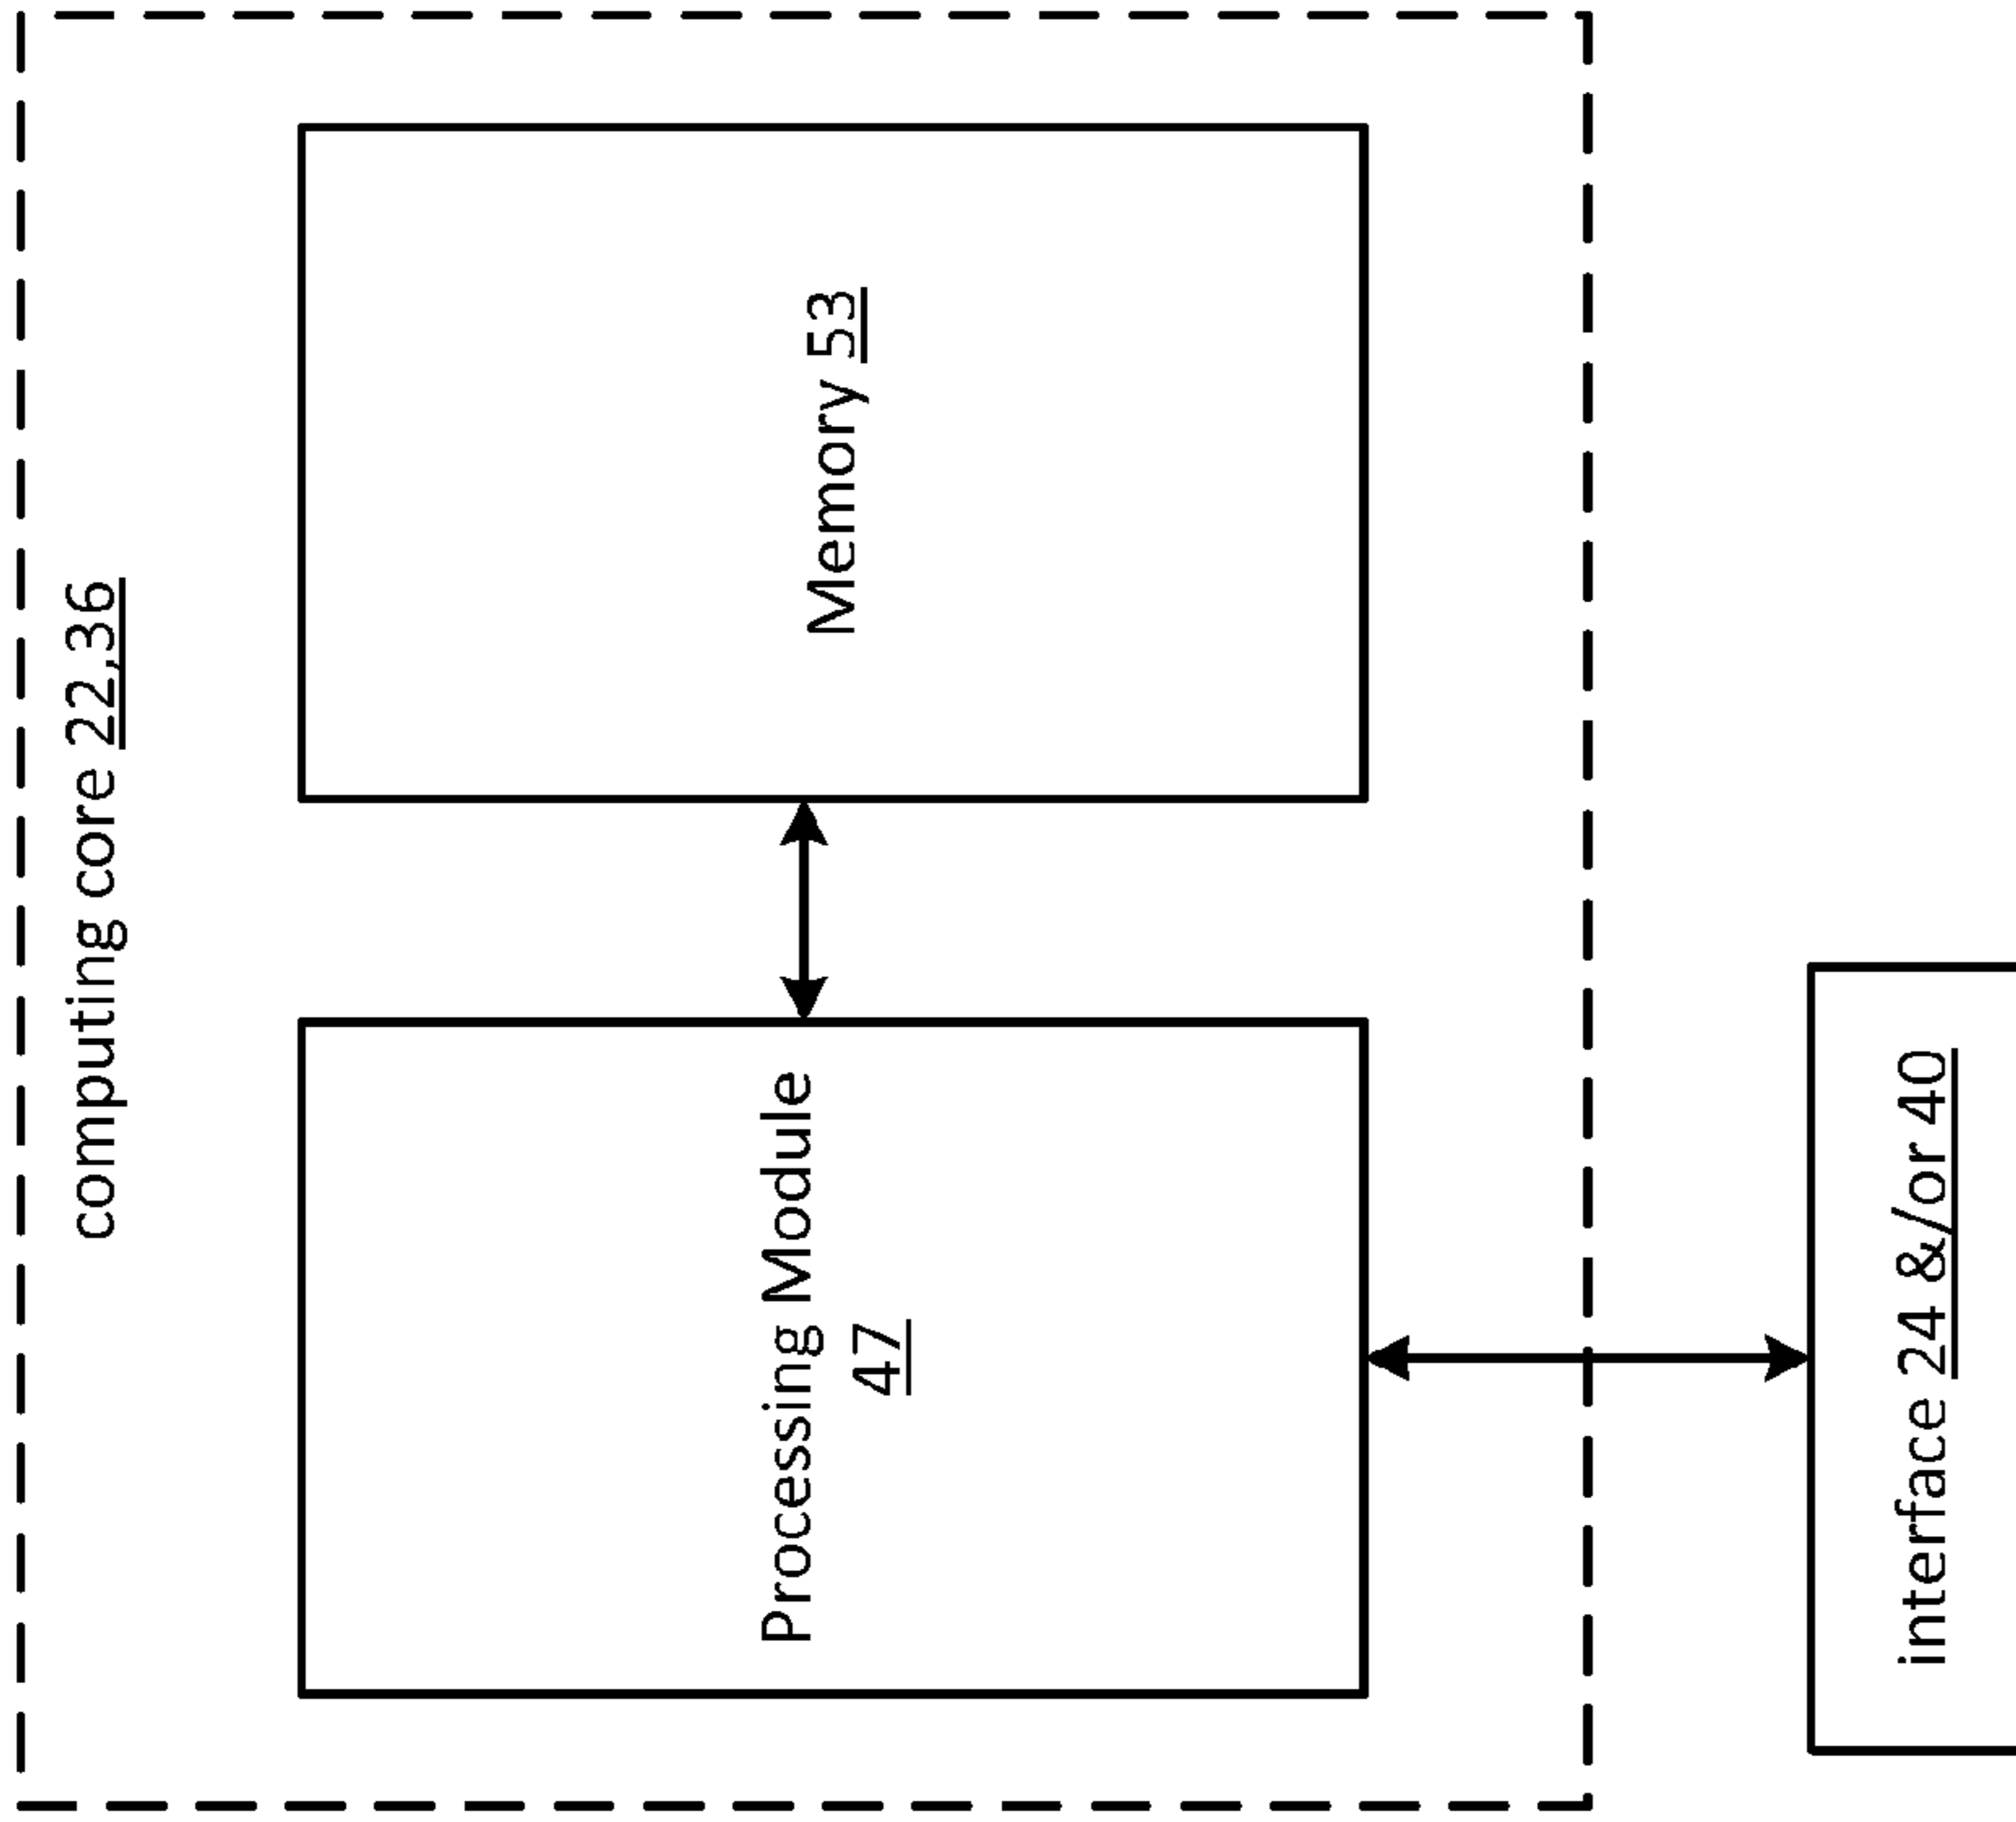 computing core 22,36
Processing Module
47
Memory 53
interface 24 &/or 40